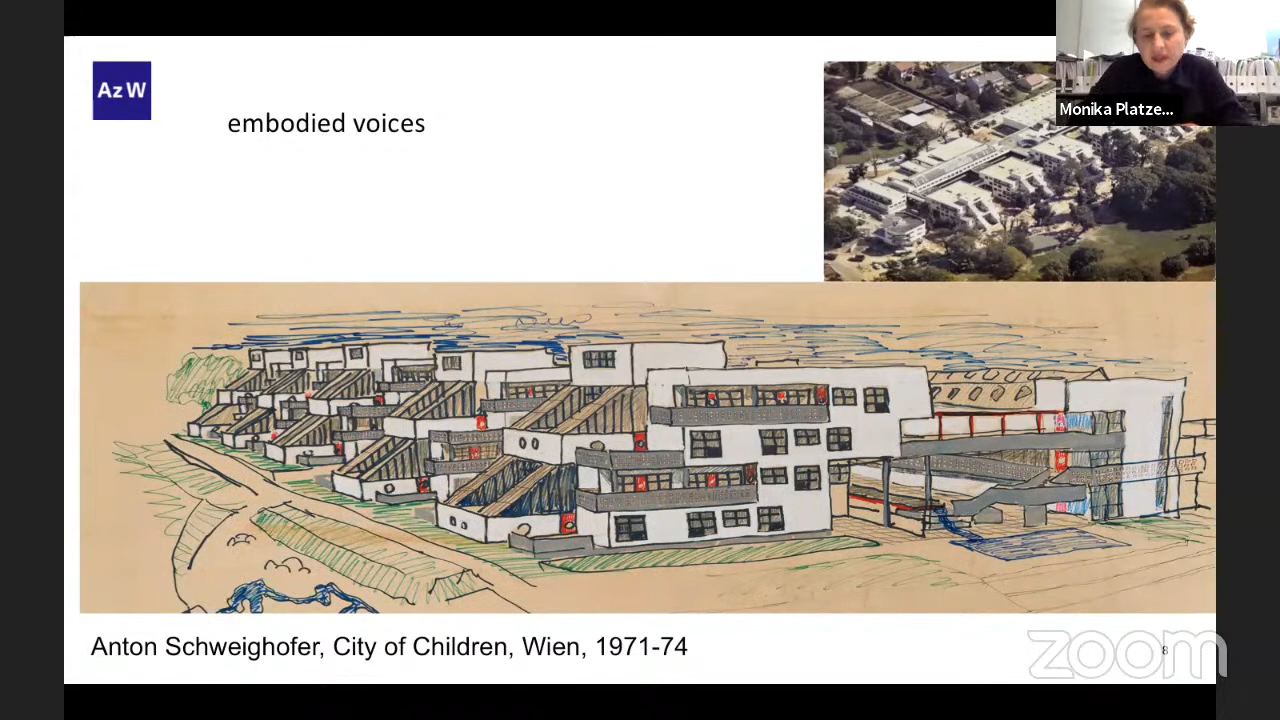 AzW
embodied voices
Monika Platze...
Anton Schweighofer, City of Children, Wien, 1971-74
zoom
8